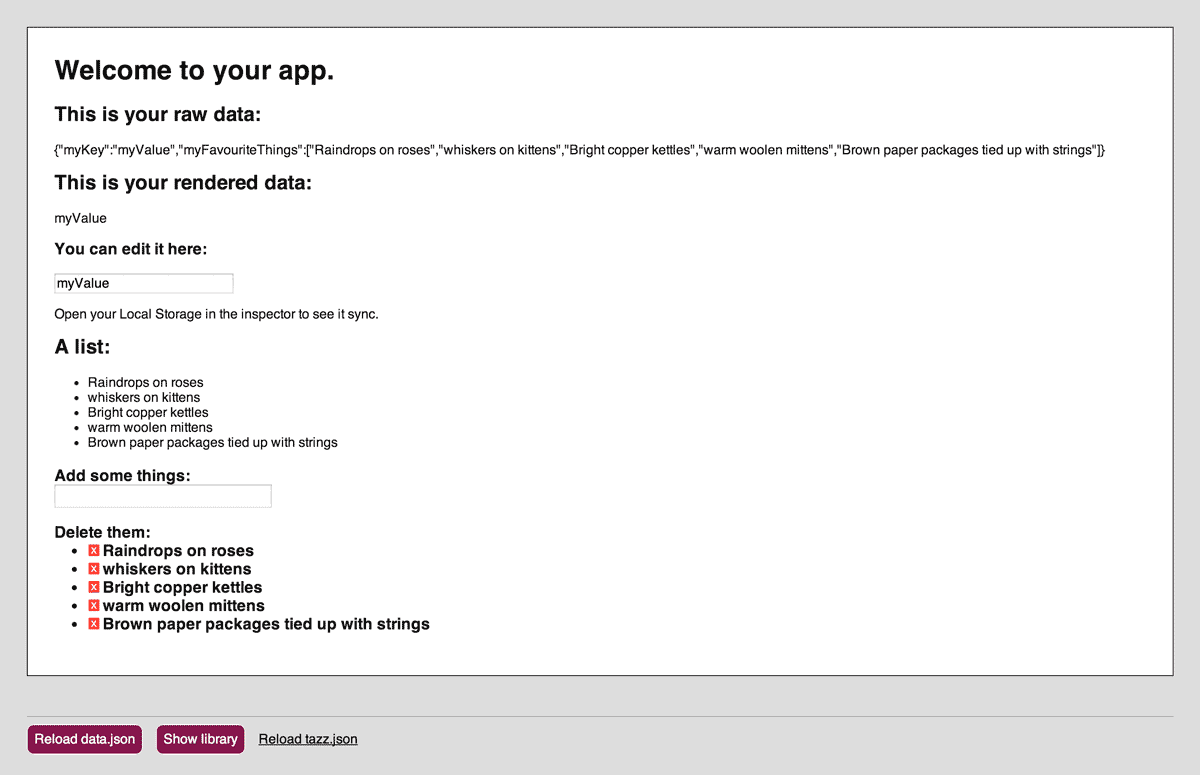 Welcome to your app.
This is your raw data:
{"myKey":"myValue","myFavouriteThings":["Raindrops on roses","whiskers on kittens","Bright copper kettles","warm woolen mittens","Brown paper packages tied up with strings"]}
This is your rendered data:
myValue
You can edit it here:
myValue
Open your Local Storage in the inspector to see it sync.
A list:
• Raindrops on roses
• whiskers on kittens
• Bright copper kettles
• warm woolen mittens
• Brown paper packages tied up with strings
Add some things:
Delete them:
• x Raindrops on roses
• x whiskers on kittens
• x Bright copper kettles
• x warm woolen mittens
• x Brown paper packages tied up with strings
Reload data.json Show library Reload tazz.json